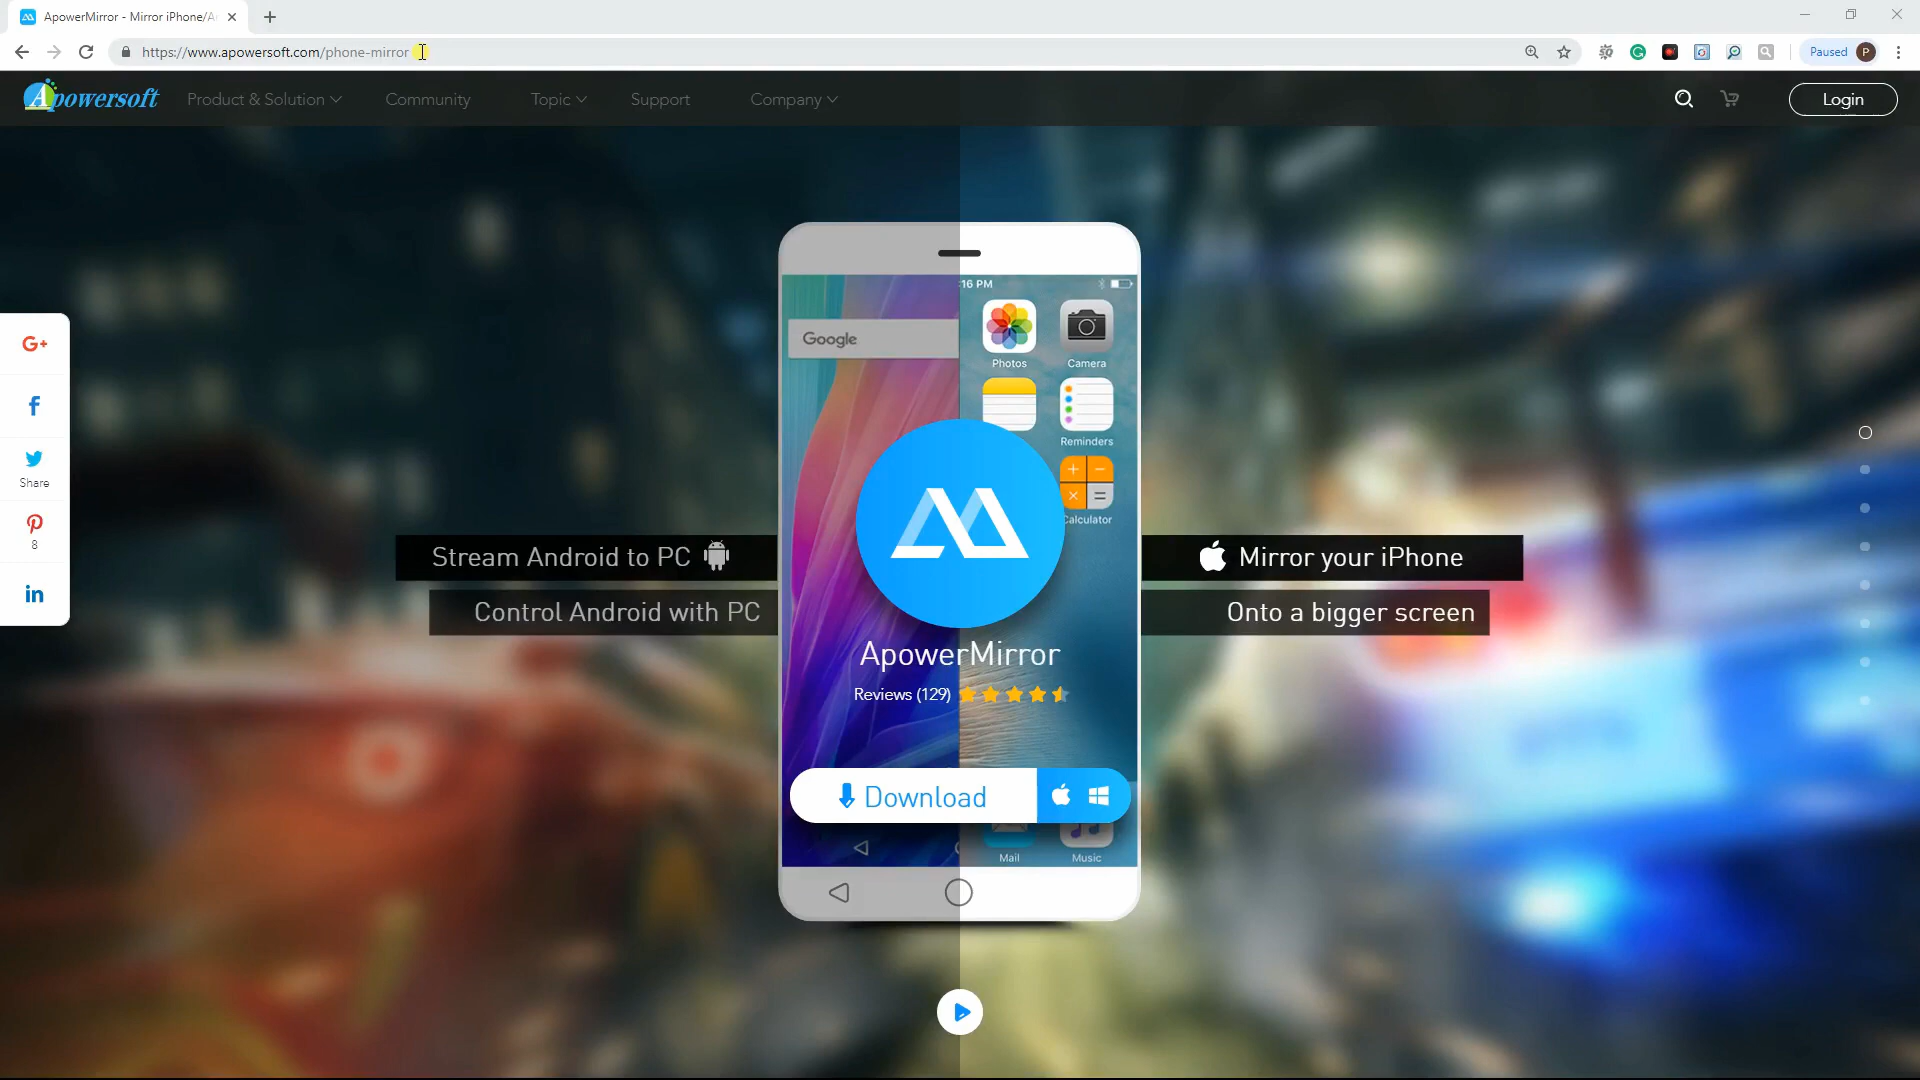 ApowerMirror - Mirror iPhone/A
https://www.apowersoft.com/phone-mirror
Paused
P
Apowersoft
Product & Solution
Community
Topic
Support
Company
Login
G+
f
Share
8
in
:16 PM
Google
Photos
Camera
Reminders
Calculator
Stream Android to PC
Control Android with PC
Mirror your iPhone
Onto a bigger screen
ApowerMirror
Reviews (129)
Download
Mail
Music